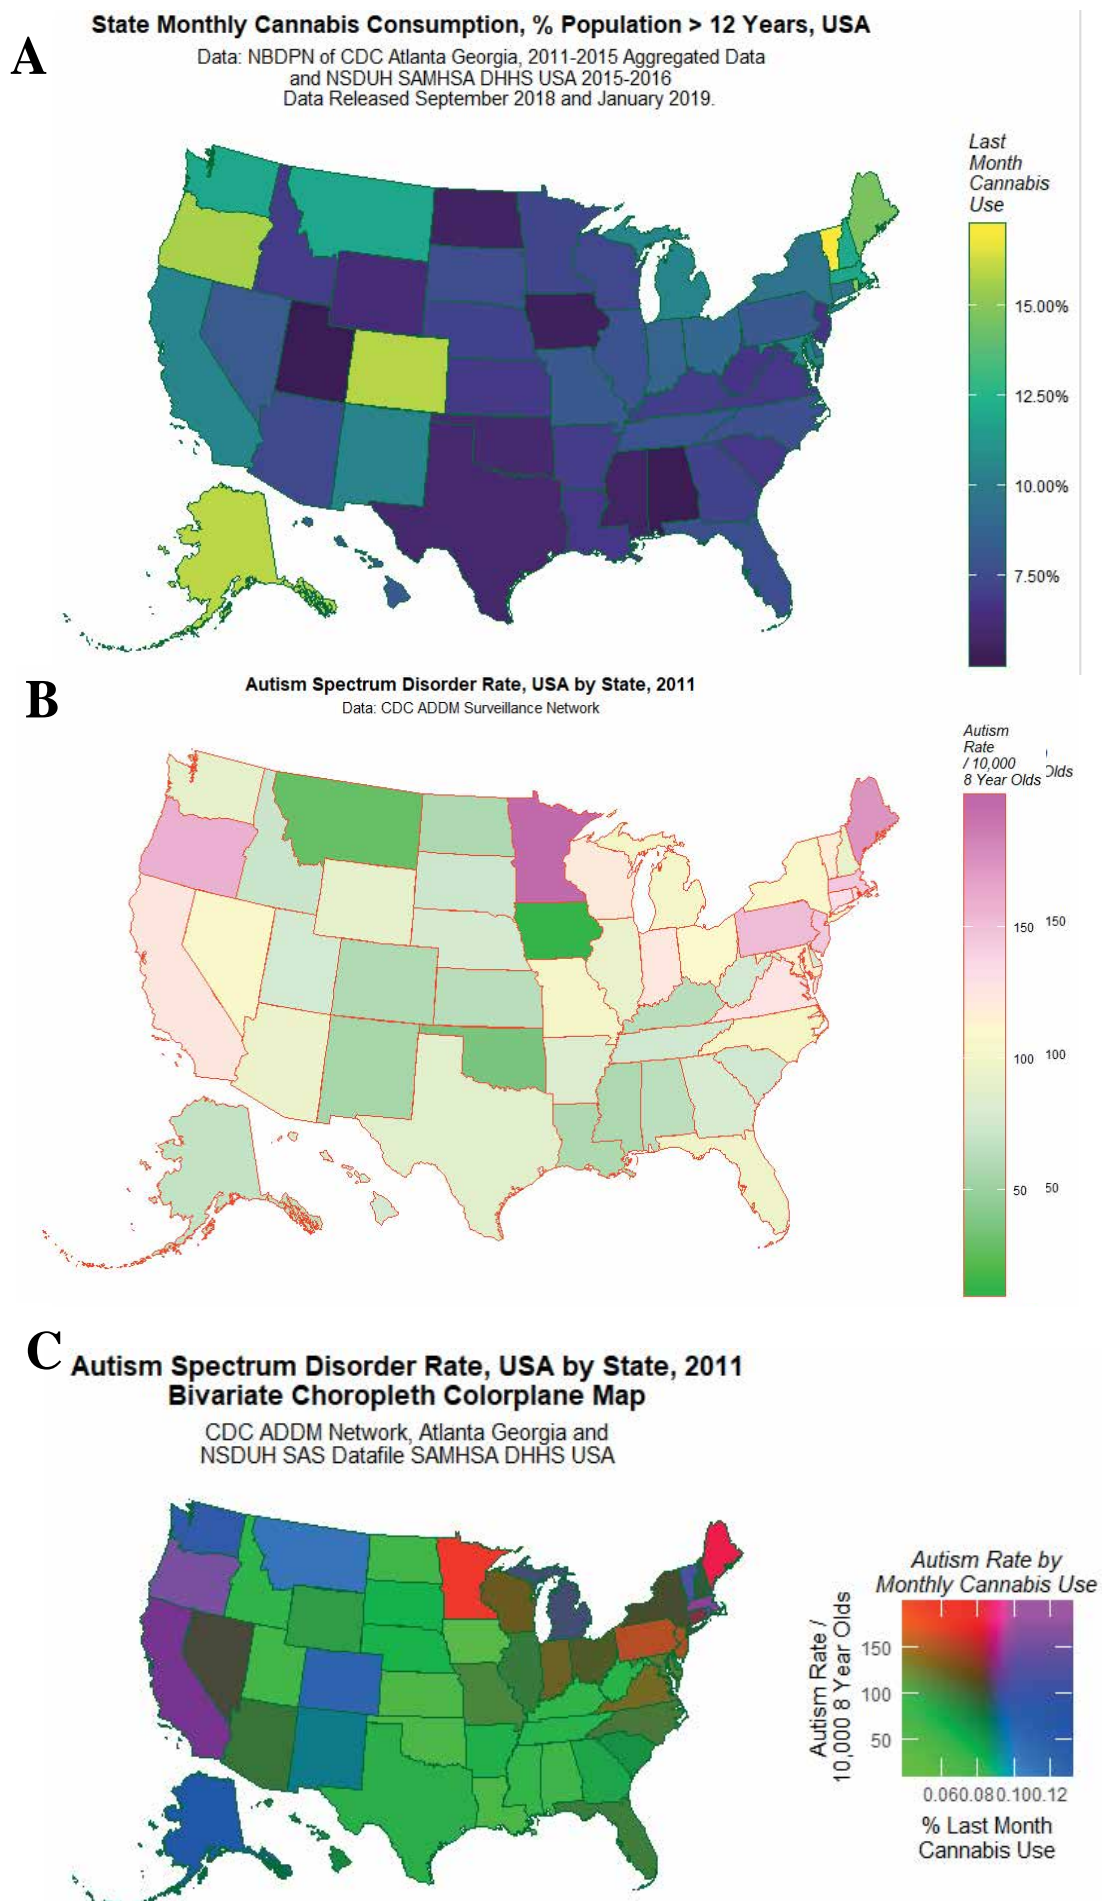 A
State Monthly Cannabis Consumption, % Population > 12 Years, USA
Data: NBDPN of CDC Atlanta Georgia, 2011-2015 Aggregated Data
and NSDUH SAMHSA DHHS USA 2015-2016
Data Released September 2018 and January 2019.
Last
Month
Cannabis
Use
15.00%
12.50%
10.00%
7.50%
B
Autism Spectrum Disorder Rate, USA by State, 2011
Data: CDC ADDM Surveillance Network
Autism
Rate
/ 10,000
8 Year Olds
Olds
150
150
100
100
50
50
C
Autism Spectrum Disorder Rate, USA by State, 2011
Bivariate Choropleth Colorplane Map
CDC ADDM Network, Atlanta Georgia and
NSDUH SAS Datafile SAMHSA DHHS USA
Autism Rate by
Monthly Cannabis Use
Autism Rate /
10,000 8 Year Olds
150
100
50
0.060.080.100.12
% Last Month
Cannabis Use